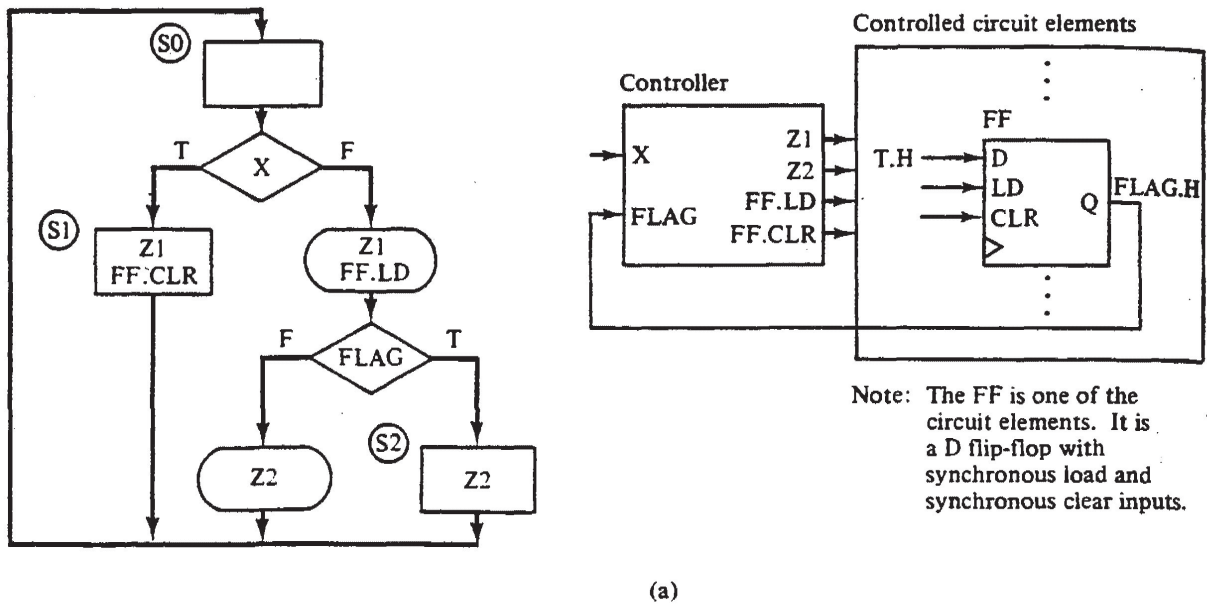 S0
T
X
F
S1
Z1
FF.CLR
Z1
FF.LD
F
FLAG
T
Z2
S2
Z2
Controlled circuit elements
Controller
X
FLAG
Z1
Z2
FF.LD
FF.CLR
FF
T.H
D
LD
CLR
Q
FLAG.H
Note: The FF is one of the
circuit elements. It is
a D flip-flop with
synchronous load and
synchronous clear inputs.
(a)